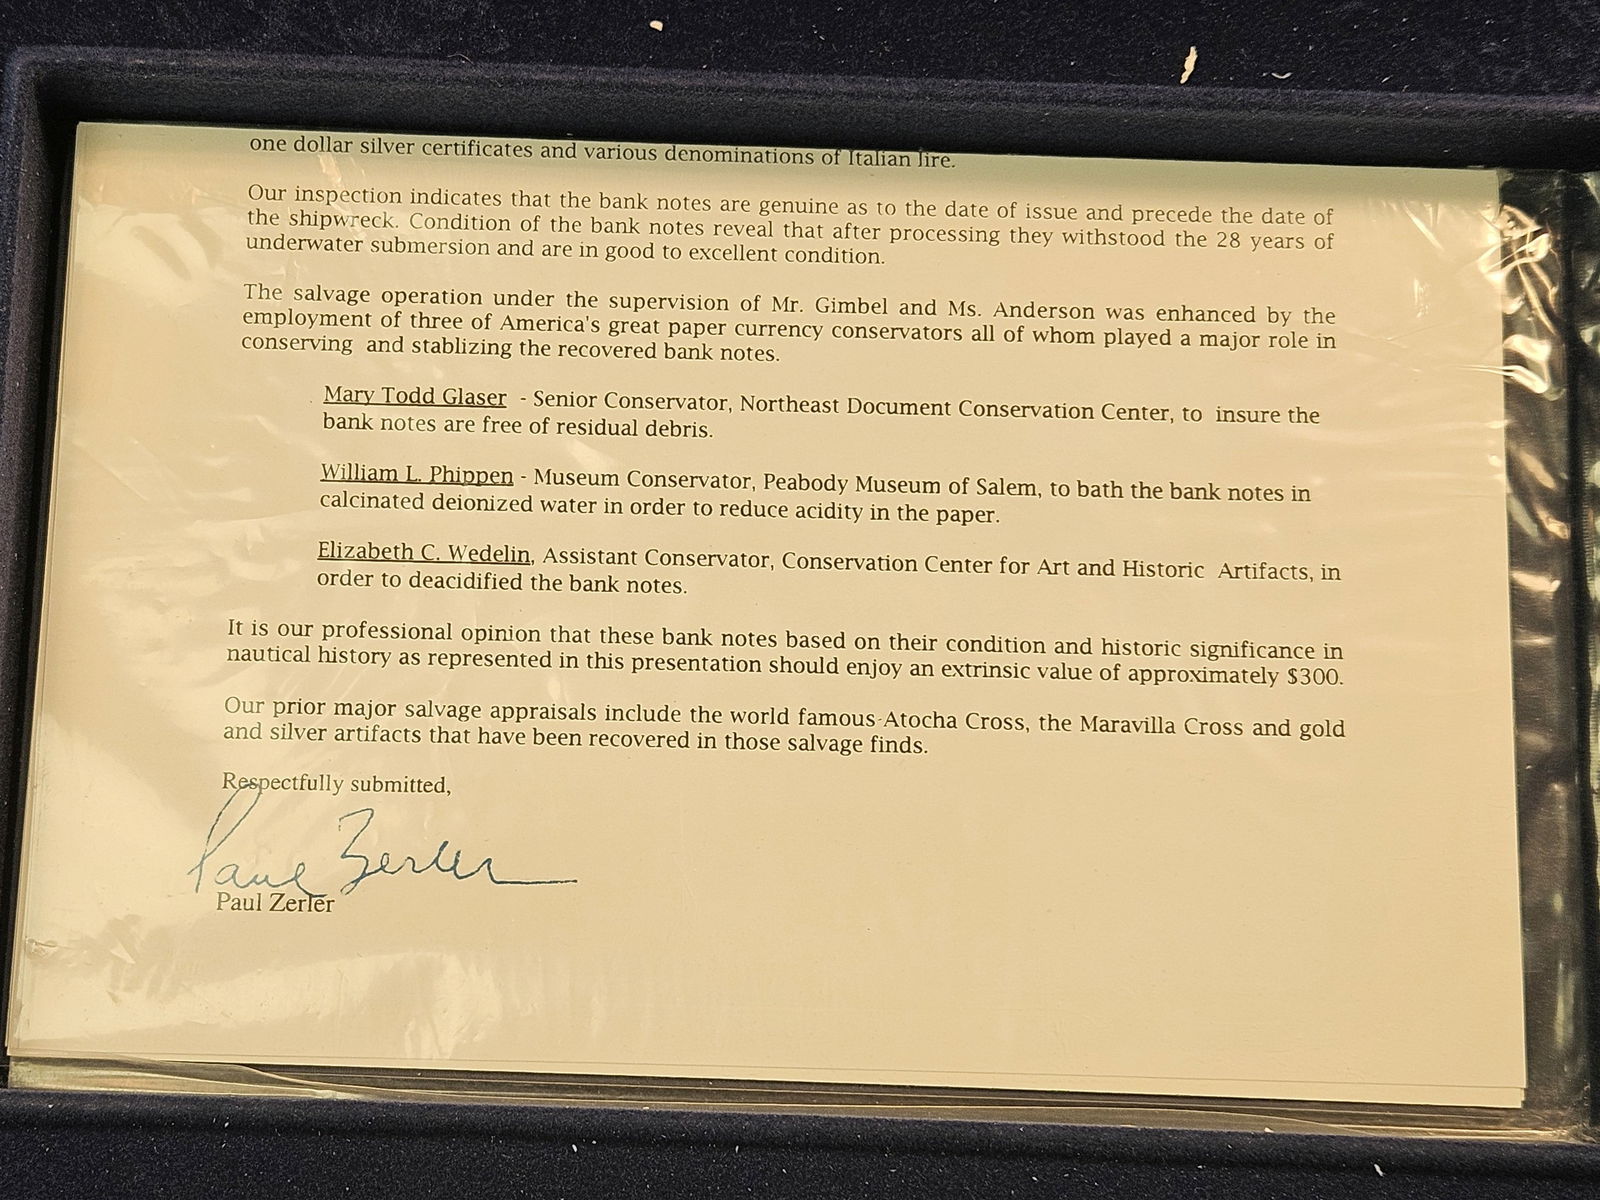 one dollar silver certificates and various denominations of Italian lire.
Our inspection indicates that the bank notes are genuine as to the date of issue and precede the date of
the shipwreck. Condition of the bank notes reveal that after processing they withstood the 28 years of
underwater submersion and are in good to excellent condition.
The salvage operation under the supervision of Mr. Gimbel and Ms. Anderson was enhanced by the
employment of three of America's great paper currency conservators all of whom played a major role in
conserving and stablizing the recovered bank notes.
Mary Todd Glaser - Senior Conservator, Northeast Document Conservation Center, to insure the
bank notes are free of residual debris.
William L. Phippen - Museum Conservator, Peabody Museum of Salem, to bath the bank notes in
calcinated deionized water in order to reduce acidity in the paper.
Elizabeth C. Wedelin, Assistant Conservator, Conservation Center for Art and Historic Artifacts, in
order to deacidified the bank notes.
It is our professional opinion that these bank notes based on their condition and historic significance in
nautical history as represented in this presentation should enjoy an extrinsic value of approximately $300.
Our prior major salvage appraisals include the world famous Atocha Cross, the Maravilla Cross and gold
and silver artifacts that have been recovered in those salvage finds.
Respectfully submitted,
Paul Zerler
Paul Zerler